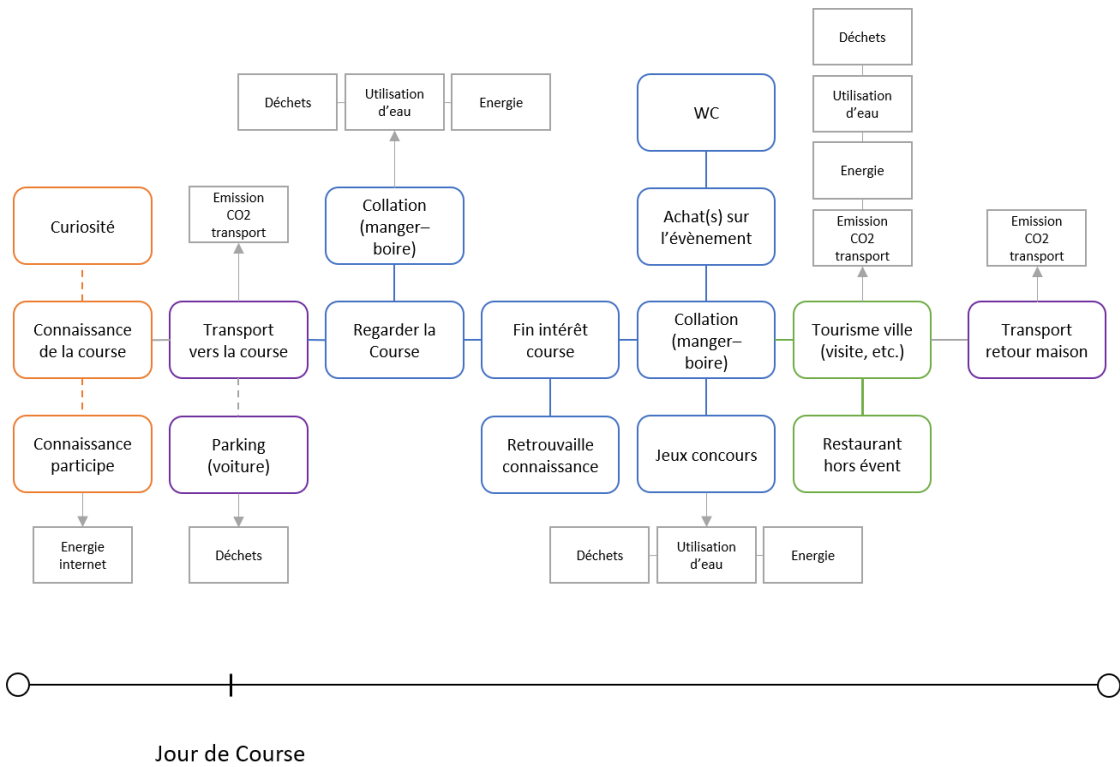 Déchets
Déchets
Utilisation
d’eau
Energie
WC
Utilisation
d’eau
Energie
Curiosité
Emission
CO2
transport
Collation
(manger–
boire)
Achat(s) sur
l’évènement
Emission
CO2
transport
Emission
CO2
transport
Connaissance
de la course
Transport
vers la course
Regarder la
Course
Fin intérêt
course
Collation
(manger–
boire)
Tourisme ville
(visite, etc.)
Transport
retour maison
Connaissance
participe
Parking
(voiture)
Retrouvaille
connaissance
Jeux concours
Restaurant
hors évent
Energie
internet
Déchets
Déchets
Utilisation
d’eau
Energie
Jour de Course